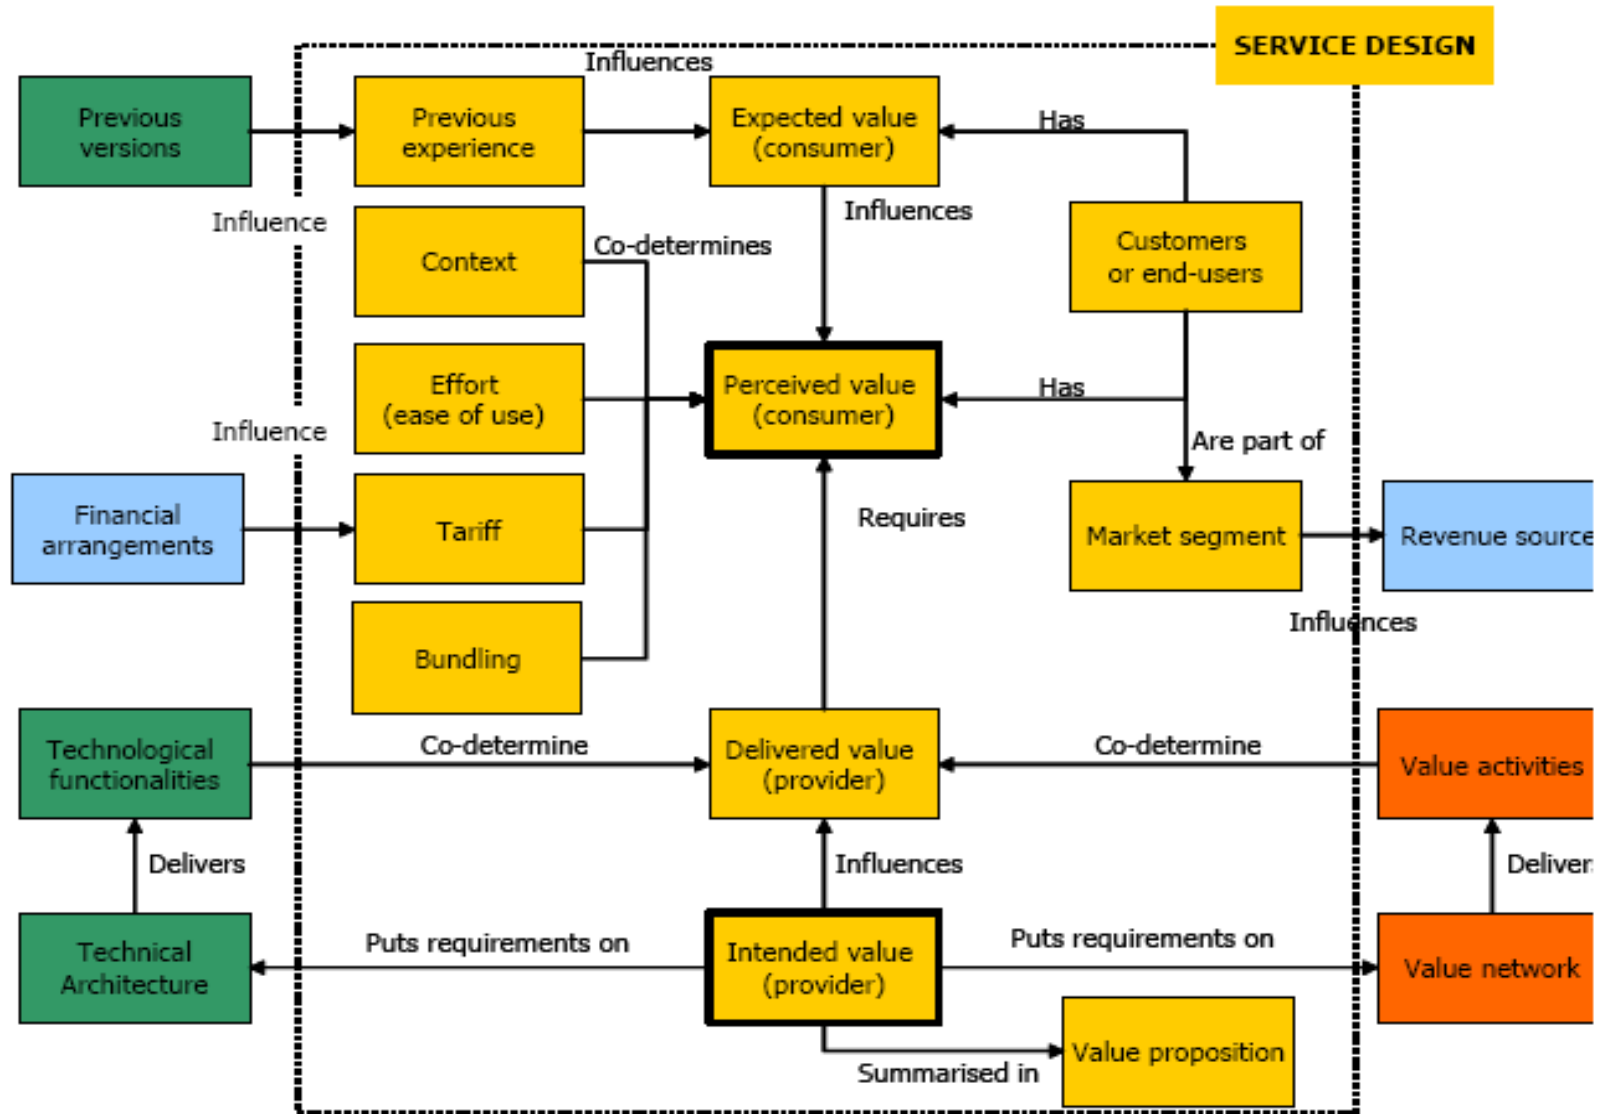 SERVICE DESIGN
Influences
Previous
versions
Previous
experience
Expected value
(consumer)
Has
Influence
Context
Co-determines
Influences
Customers
or end-users
Effort
(ease of use)
Perceived value
(consumer)
Has
Influence
Are part of
Financial
arrangements
Tariff
Requires
Market segment
Revenue source
Influences
Bundling
Technological
functionalities
Co-determine
Delivered value
(provider)
Co-determine
Value activities
Delivers
Influences
Deliver
Technical
Architecture
Puts requirements on
Intended value
(provider)
Puts requirements on
Value network
Summarised in
Value proposition